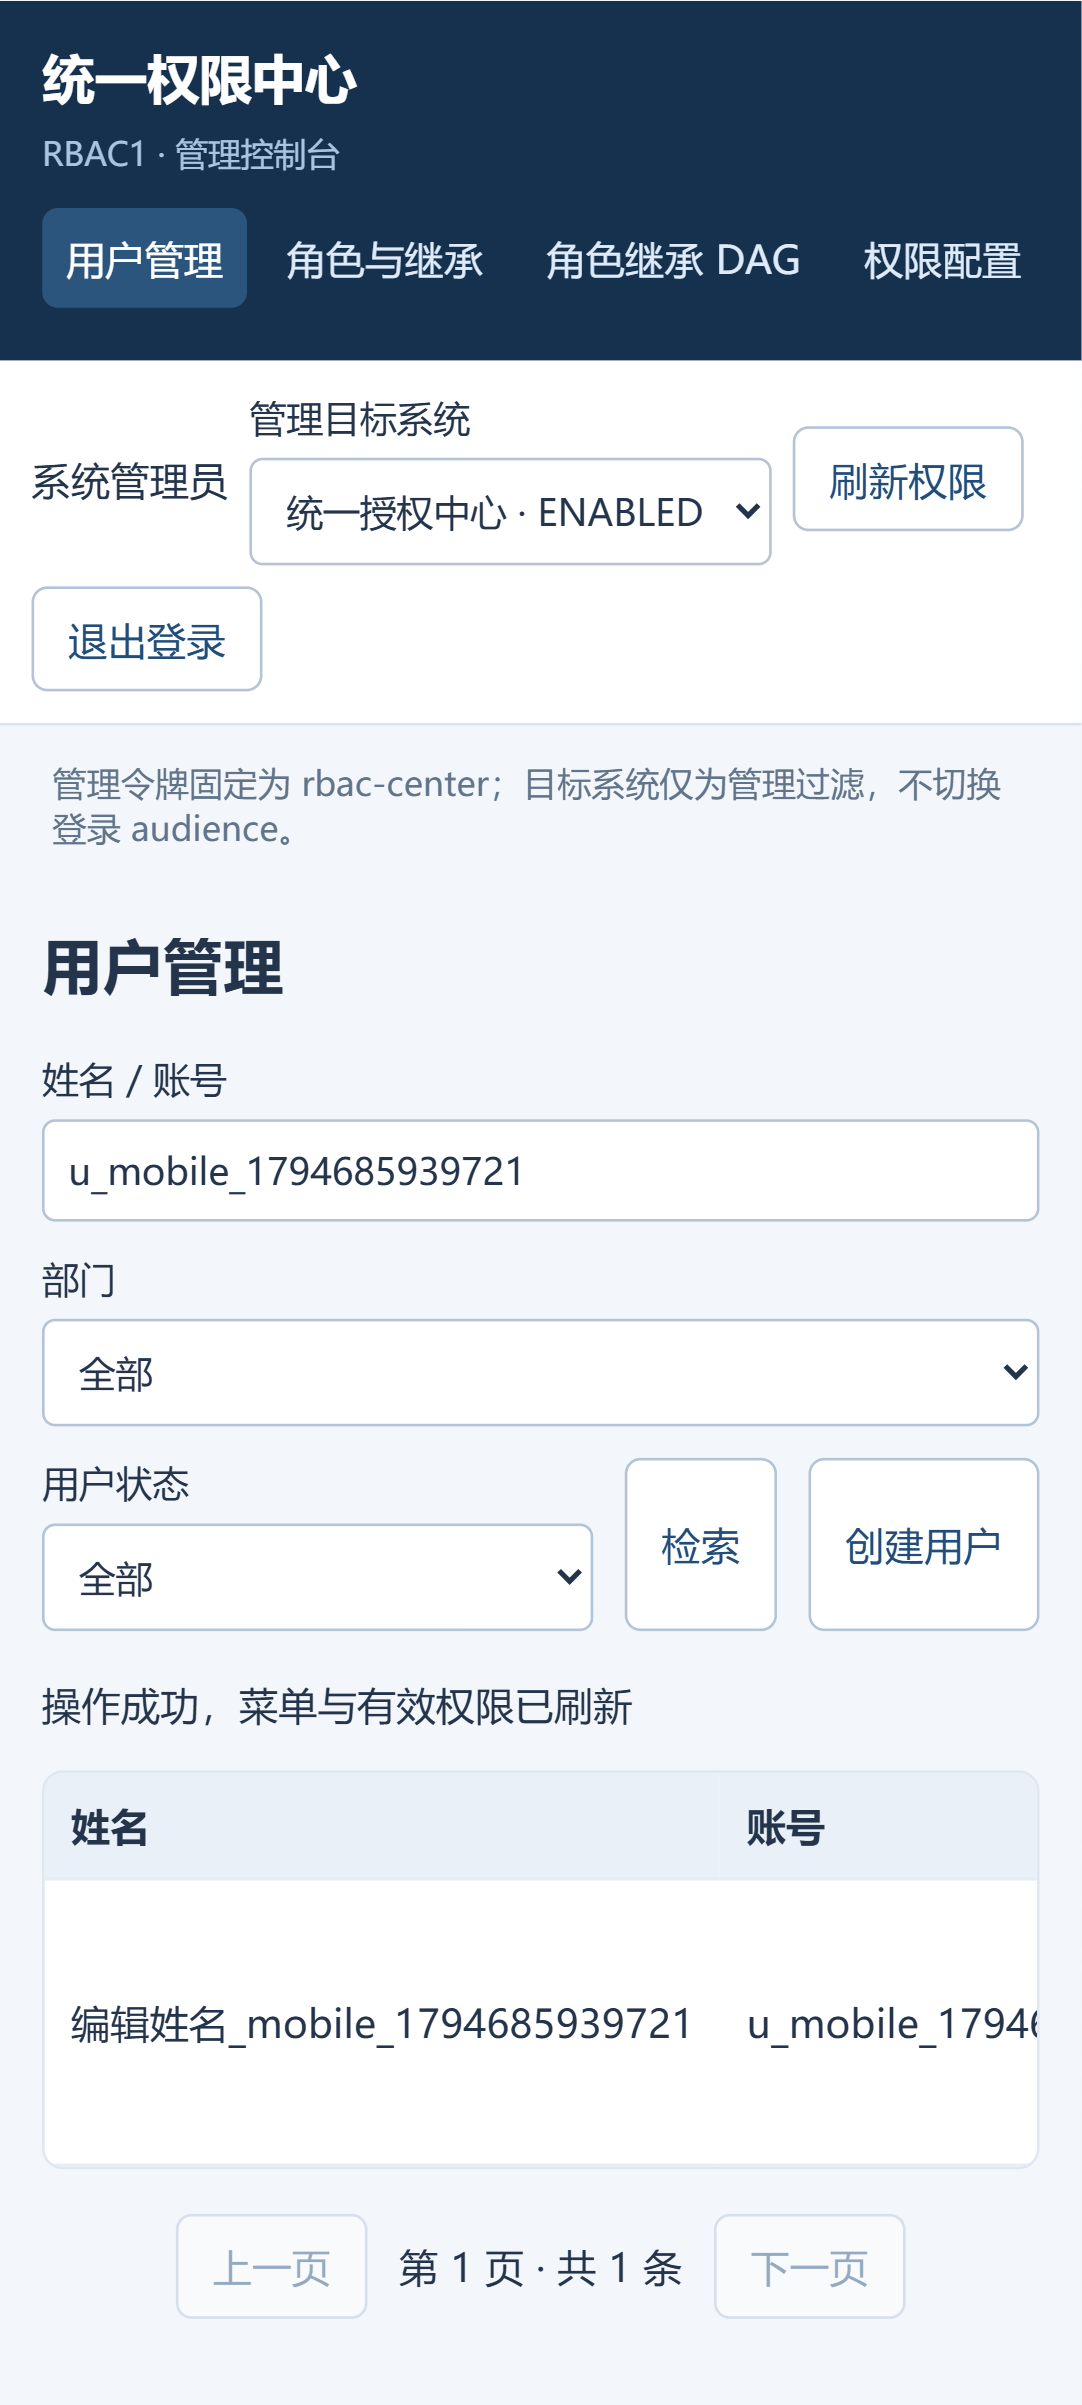 统一权限中心
RBAC1 · 管理控制台
用户管理 角色与继承 角色继承 DAG 权限配置
管理目标系统
系统管理员 统一授权中心 · ENABLED 刷新权限
退出登录
管理令牌固定为 rbac-center；目标系统仅为管理过滤，不切换
登录 audience。
用户管理
姓名 / 账号
u_mobile_1794685939721
部门
全部
用户状态
全部 检索 创建用户
操作成功，菜单与有效权限已刷新
姓名 账号
编辑姓名_mobile_1794685939721 u_mobile_1794
上一页 第 1 页 · 共 1 条 下一页